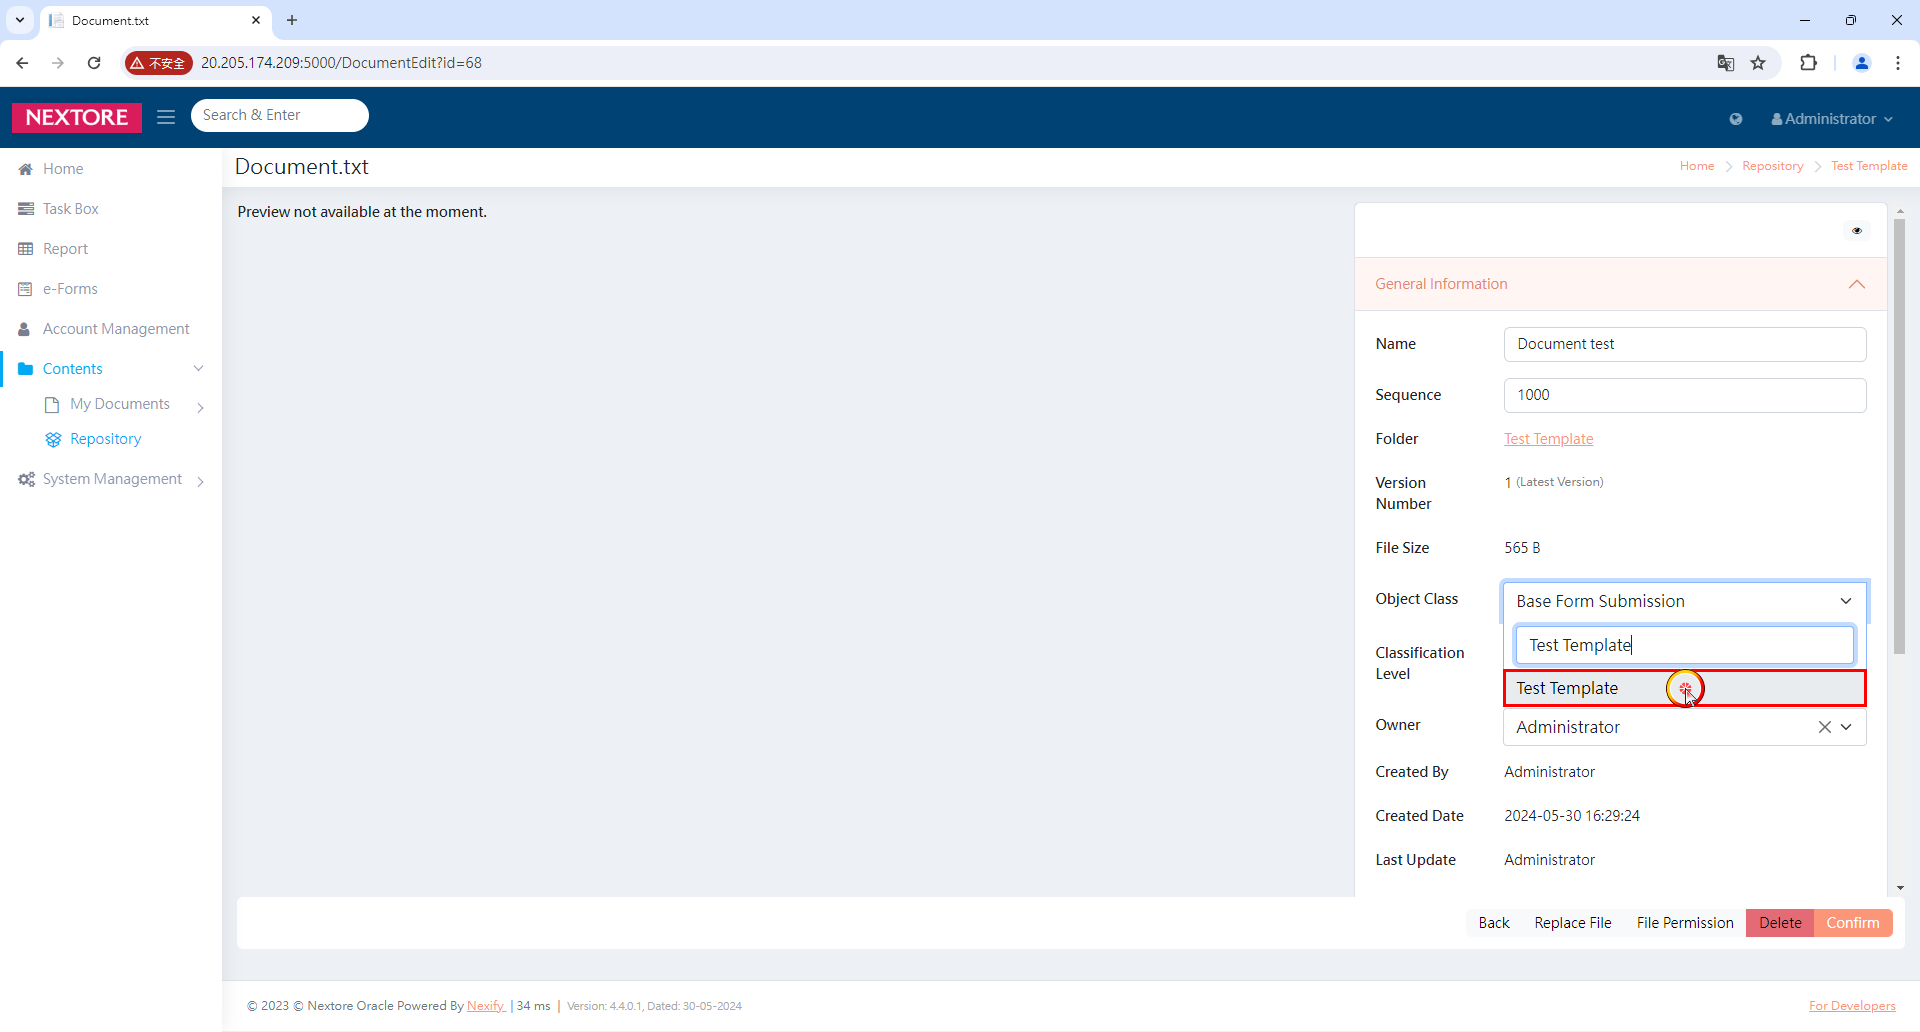 Document.txt
不安全
20.205.174.209:5000/DocumentEdit?id=68
NEXTORE
Search & Enter
Administrator
Home
Task Box
Report
e-Forms
Account Management
Contents
My Documents
Repository
System Management
Document.txt
Home > Repository > Test Template
Preview not available at the moment.
General Information
Name Document test
Sequence 1000
Folder Test Template
Version Number 1 (Latest Version)
File Size 565 B
Object Class Base Form Submission
Test Template
Classification Level
Test Template
Owner Administrator
Created By Administrator
Created Date 2024-05-30 16:29:24
Last Update Administrator
Back Replace File File Permission Delete Confirm
© 2023 © Nextore Oracle Powered By Nexify | 34 ms | Version: 4.4.0.1, Dated: 30-05-2024
For Developers